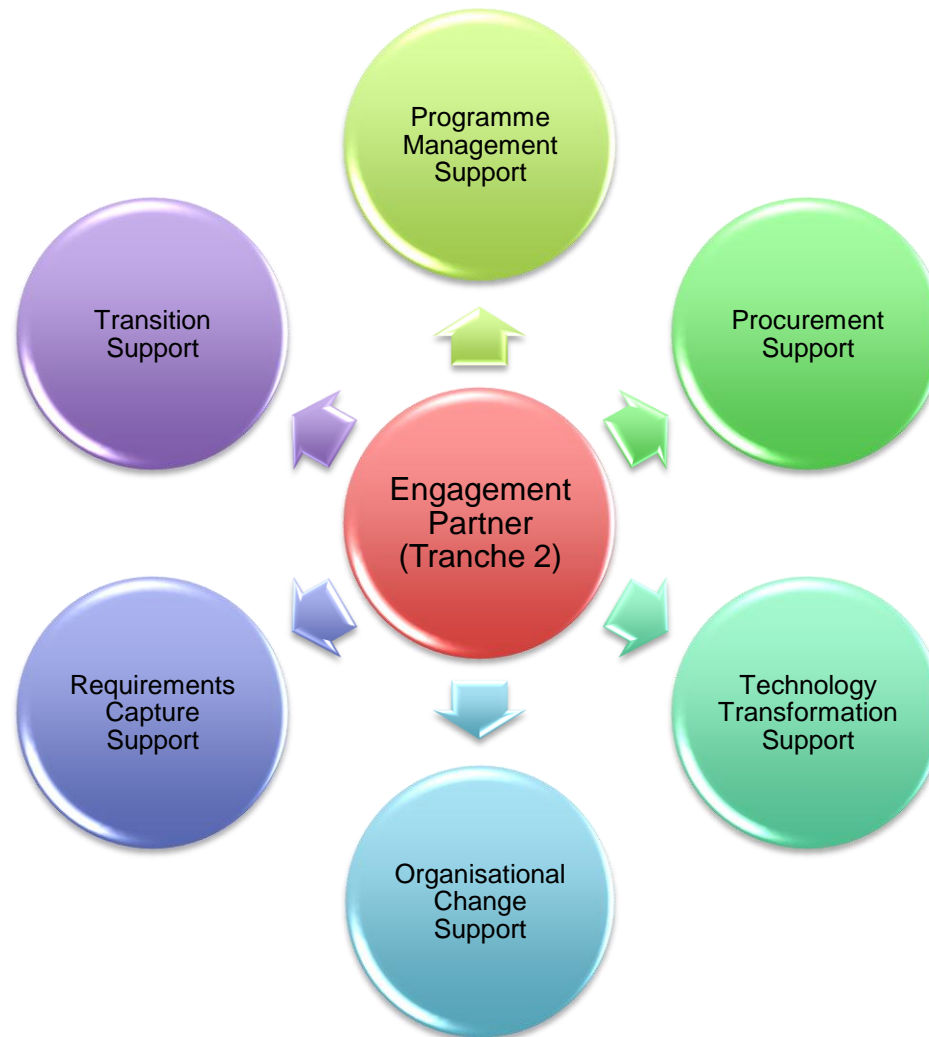 Programme
Management
Support
Procurement
Support
Technology
Transformation
Support
Organisational
Change
Support
Requirements
Capture
Support
Transition
Support
Engagement
Partner
(Tranche 2)